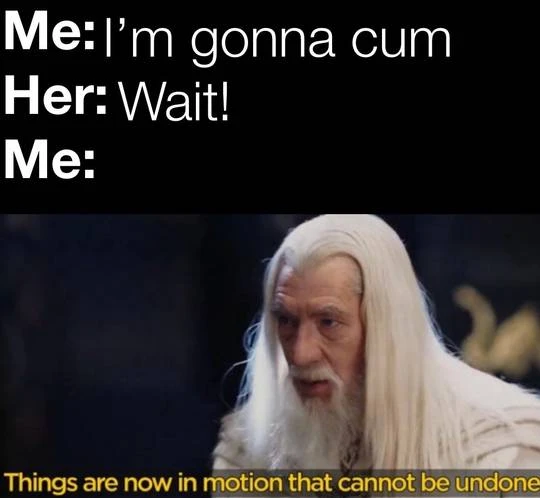 Me: I'm gonna cum
Her: Wait!
Me:
Things are now in motion that cannot be undone